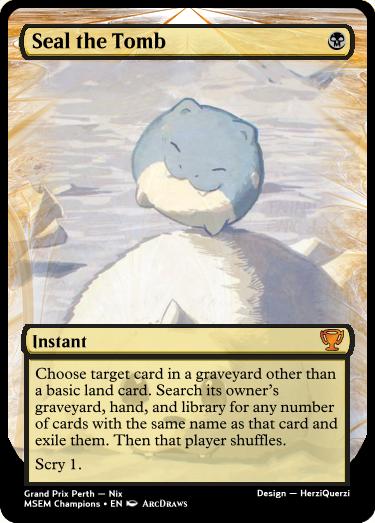 Seal the Tomb
Instant
Choose target card in a graveyard other than
a basic land card. Search its owner's
graveyard, hand, and library for any number
of cards with the same name as that card and
exile them. Then that player shuffles.
Scry 1.
Grand Prix Perth — Nix
Design — HerziQuerzi
MSEM Champions • EN ArcDraws